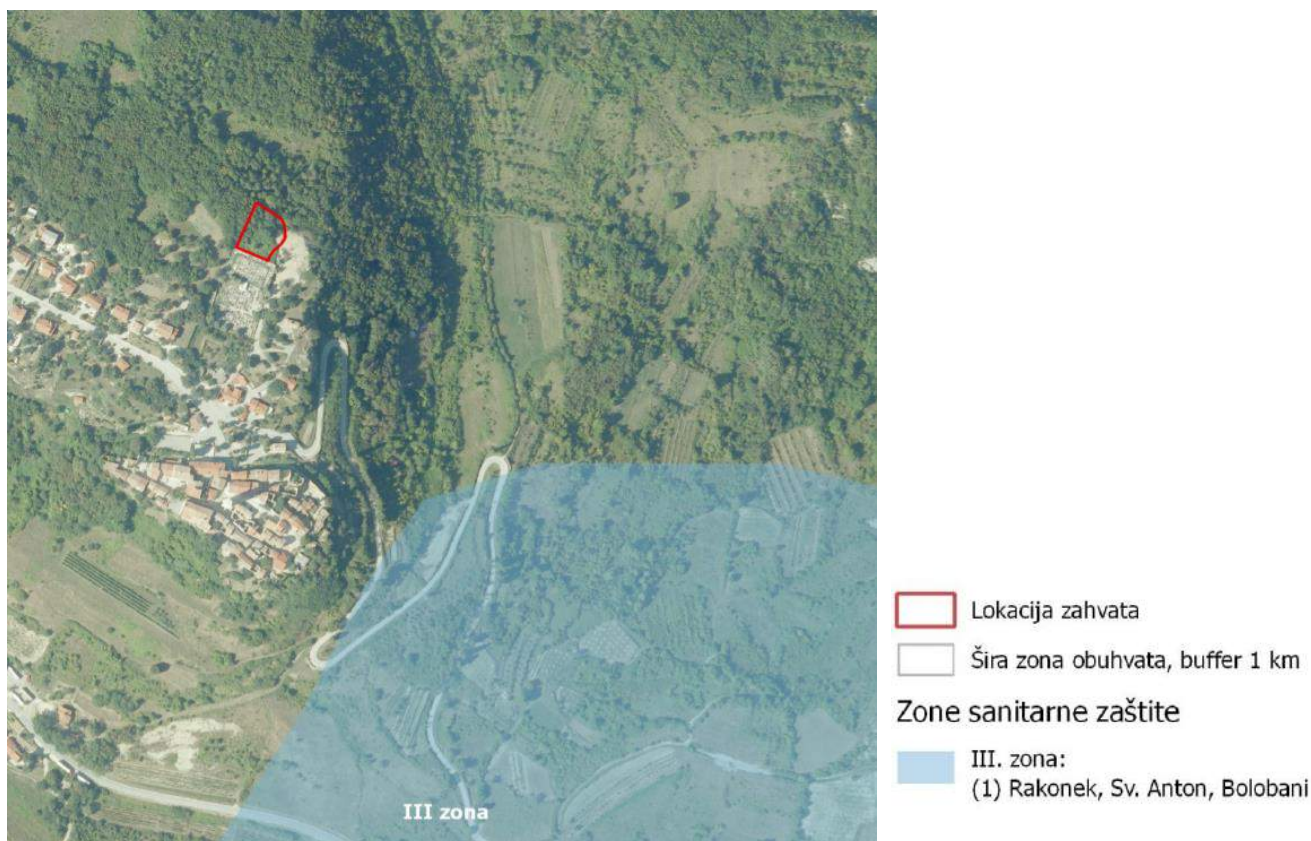 III zona
Lokacija zahvata
Šira zona obuhvata, buffer 1 km
Zone sanitarne zaštite
III. zona:
(1) Rakonek, Sv. Anton, Bolobani